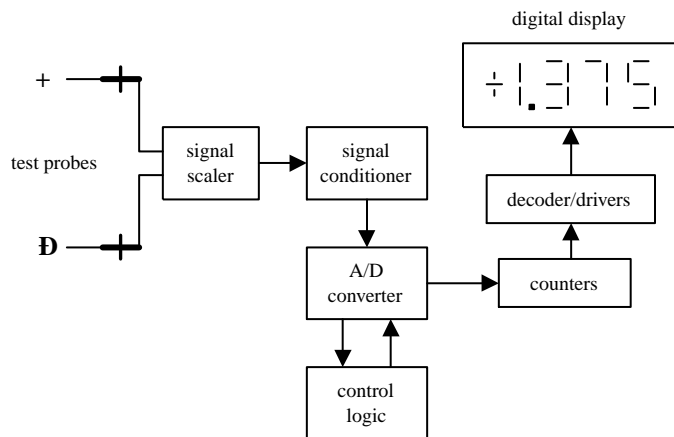 digital display
÷1.375
+
test probes
Đ
signal
scaler
signal
conditioner
decoder/drivers
A/D
converter
counters
control
logic